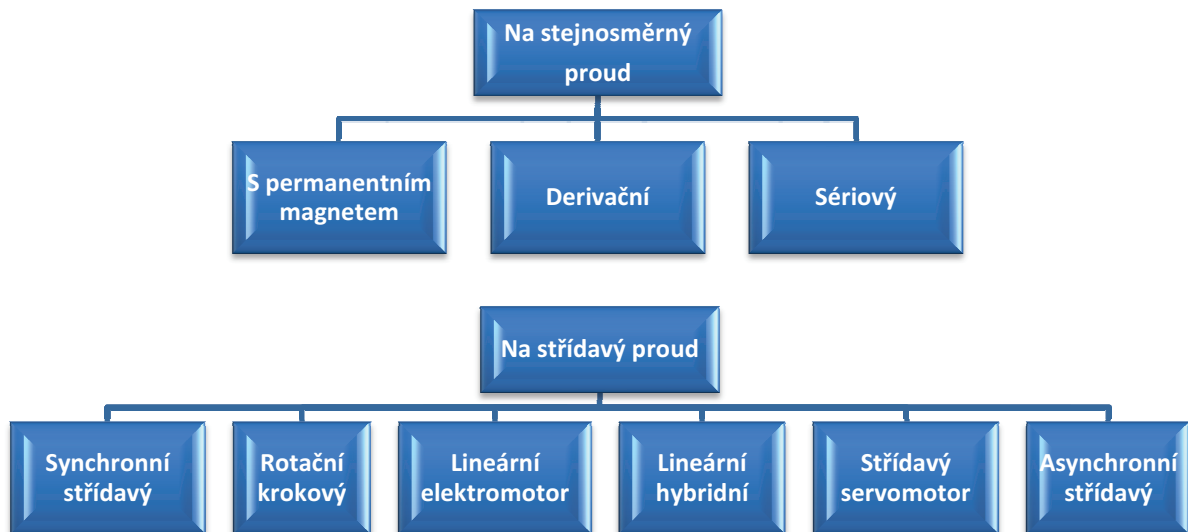 Na stejnosměrný
proud
S permanentním
magnetem
Derivační
Sériový
Na střídavý proud
Synchronní
střídavý
Rotační
krokový
Lineární
elektromotor
Lineární
hybridní
Střídavý
servomotor
Asynchronní
střídavý